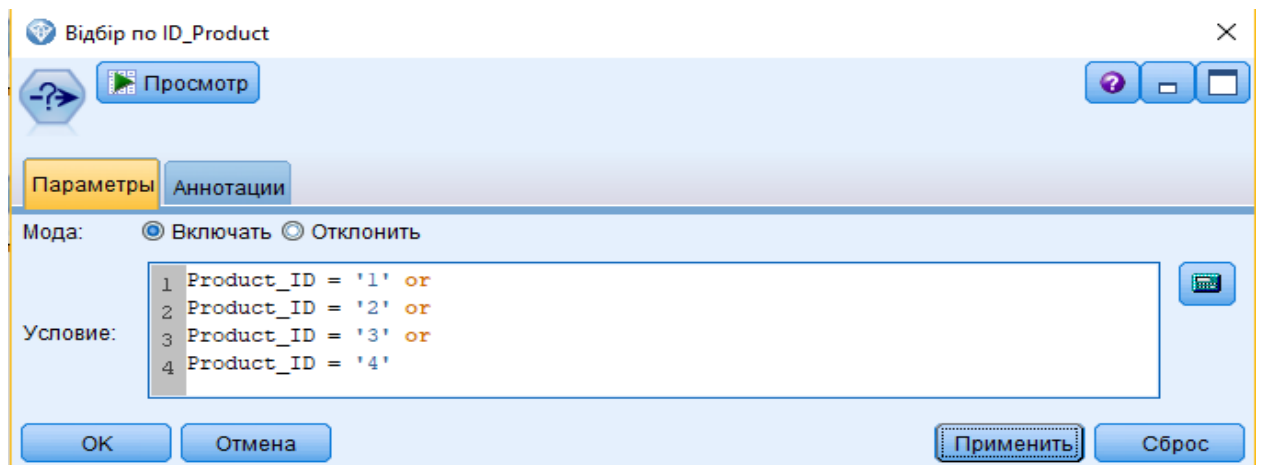 Відбір по ID_Product
Просмотр
Параметры Аннотации
Мода: Включать Отклонить
Условие:
1 Product_ID = '1' or
2 Product_ID = '2' or
3 Product_ID = '3' or
4 Product_ID = '4'
OK Отмена Применить Сброс